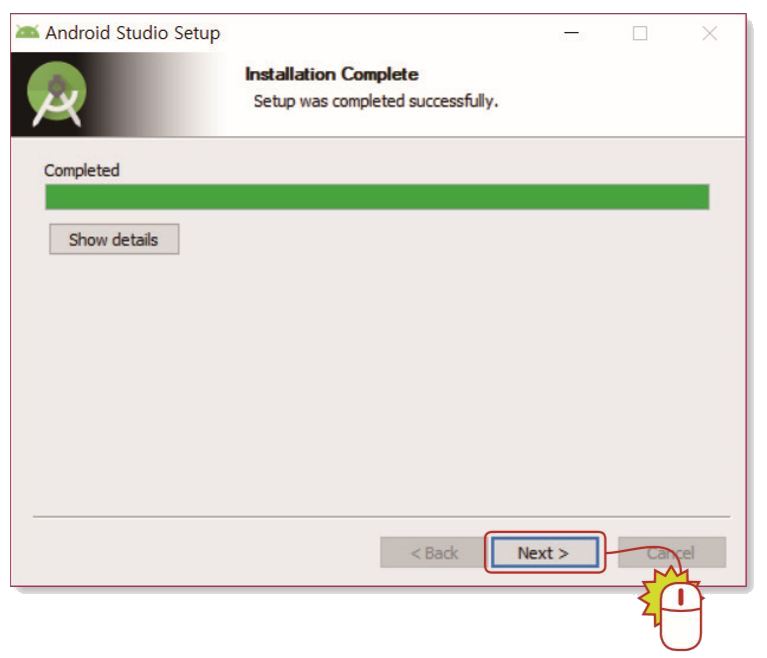 Android Studio Setup
Installation Complete
Setup was completed successfully.
Completed
Show details
< Back
Next >
Cancel